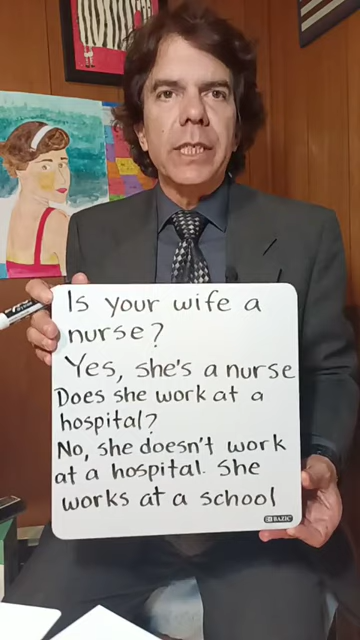 Is your wife a
nurse?
Yes, she's a nurse
Does she work at a
hospital?
No, she doesn't work
at a hospital. She
works at a school
BAZIC